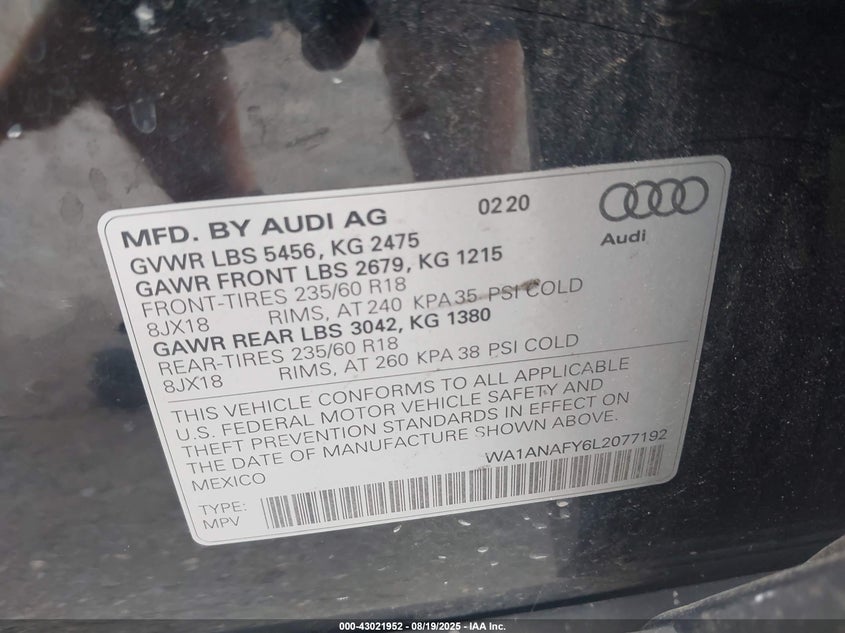 MFD. BY AUDI AG 0220
Audi
GVWR LBS 5456, KG 2475
GAWR FRONT LBS 2679, KG 1215
FRONT-TIRES 235/60 R18
8JX18 RIMS, AT 240 KPA 35 PSI COLD
GAWR REAR LBS 3042, KG 1380
REAR-TIRES 235/60 R18
8JX18 RIMS, AT 260 KPA 38 PSI COLD
THIS VEHICLE CONFORMS TO ALL APPLICABLE
U.S. FEDERAL MOTOR VEHICLE SAFETY AND
THEFT PREVENTION STANDARDS IN EFFECT ON
THE DATE OF MANUFACTURE SHOWN ABOVE.
MEXICO WA1ANAFY6L2077192
TYPE:
MPV
000-43021952 - 08/19/2025 - IAA Inc.